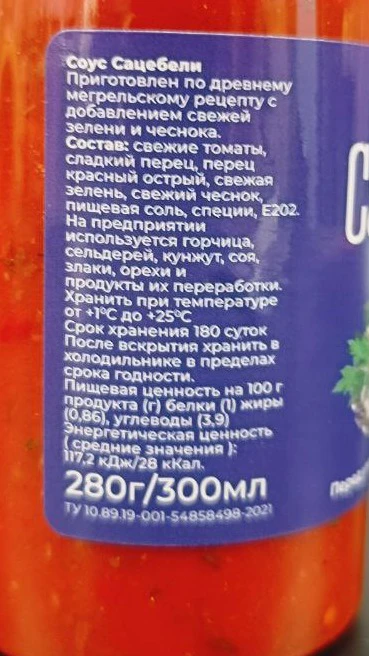 Соус Сацебели
Приготовлен по древнему
мегрельскому рецепту с
добавлением свежей
зелени и чеснока.
Состав: свежие томаты,
сладкий перец, перец
красный острый, свежая
зелень, свежий чеснок,
пищевая соль, специи, Е202.
На предприятии
используется горчица,
сельдерей, кунжут, соя,
злаки, орехи и
продукты их переработки.
Хранить при температуре
от +1°С до +25°С
Срок хранения 180 суток
После вскрытия хранить в
холодильнике в пределах
срока годности.
Пищевая ценность на 100 г
продукта (г) белки (1) жиры
(0,86), углеводы (3,9)
Энергетическая ценность
( средние значения ):
117,2 кДж/28 кКал.
280г/300мл
ТУ 10.89.19-001-54858498-2021